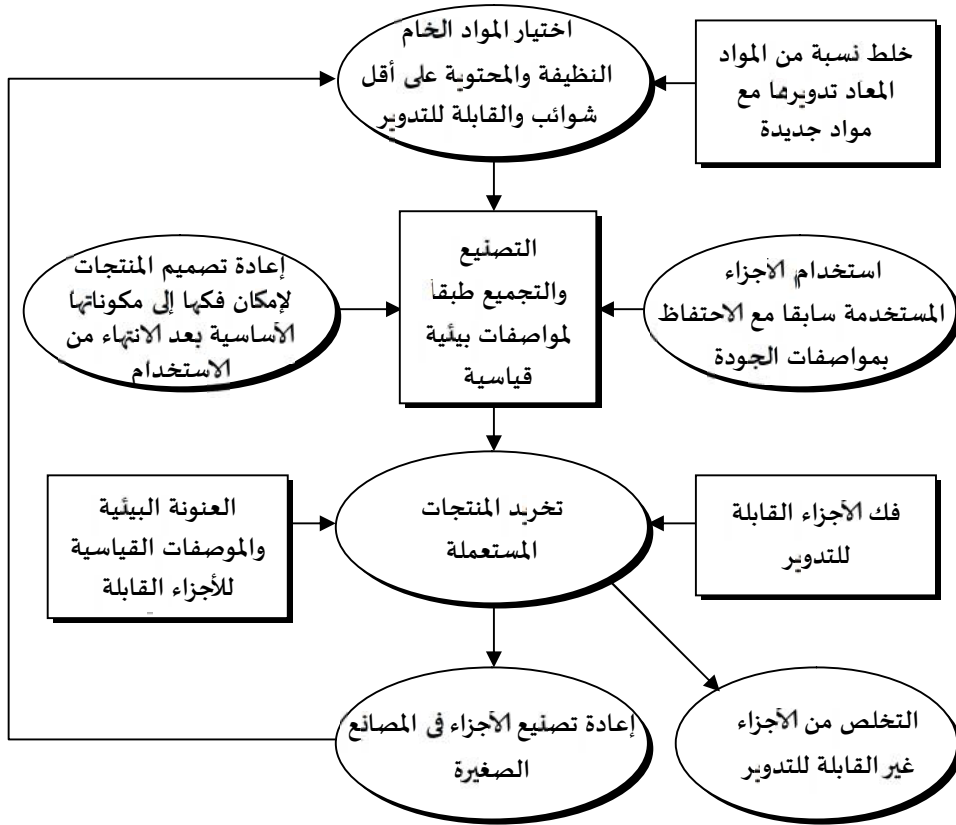 اختيار المواد الخام
النظيفة والمحتوية على أقل
شوائب والقابلة للتدوير
خلط نسبة من المواد
المعاد تدويرها مع
مواد جديدة
التصنيع
والتجميع طبقا
لمواصفات بيئية
قياسية
استخدام الأجزاء
المستخدمة سابقا مع الاحتفاظ
بمواصفات الجودة
إعادة تصميم المنتجات
لإمكان فكها إلى مكوناتها
الأساسية بعد الانتهاء من
الاستخدام
تخريد المنتجات
المستعملة
فك الأجزاء القابلة
للتدوير
العنونة البيئية
والموصفات القياسية
للأجزاء القابلة
إعادة تصنيع الأجزاء فى المصانع
الصغيرة
التخلص من الأجزاء
غير القابلة للتدوير